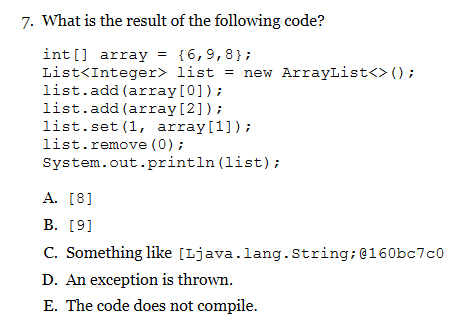 7. What is the result of the following code?
int[] array = {6,9,8};
List<Integer> list = new ArrayList<>();
list.add(array[0]);
list.add(array[2]);
list.set(1, array[1]);
list.remove(0);
System.out.println(list);
A. [8]
B. [9]
C. Something like [Ljava.lang.String;@160bc7c0
D. An exception is thrown.
E. The code does not compile.